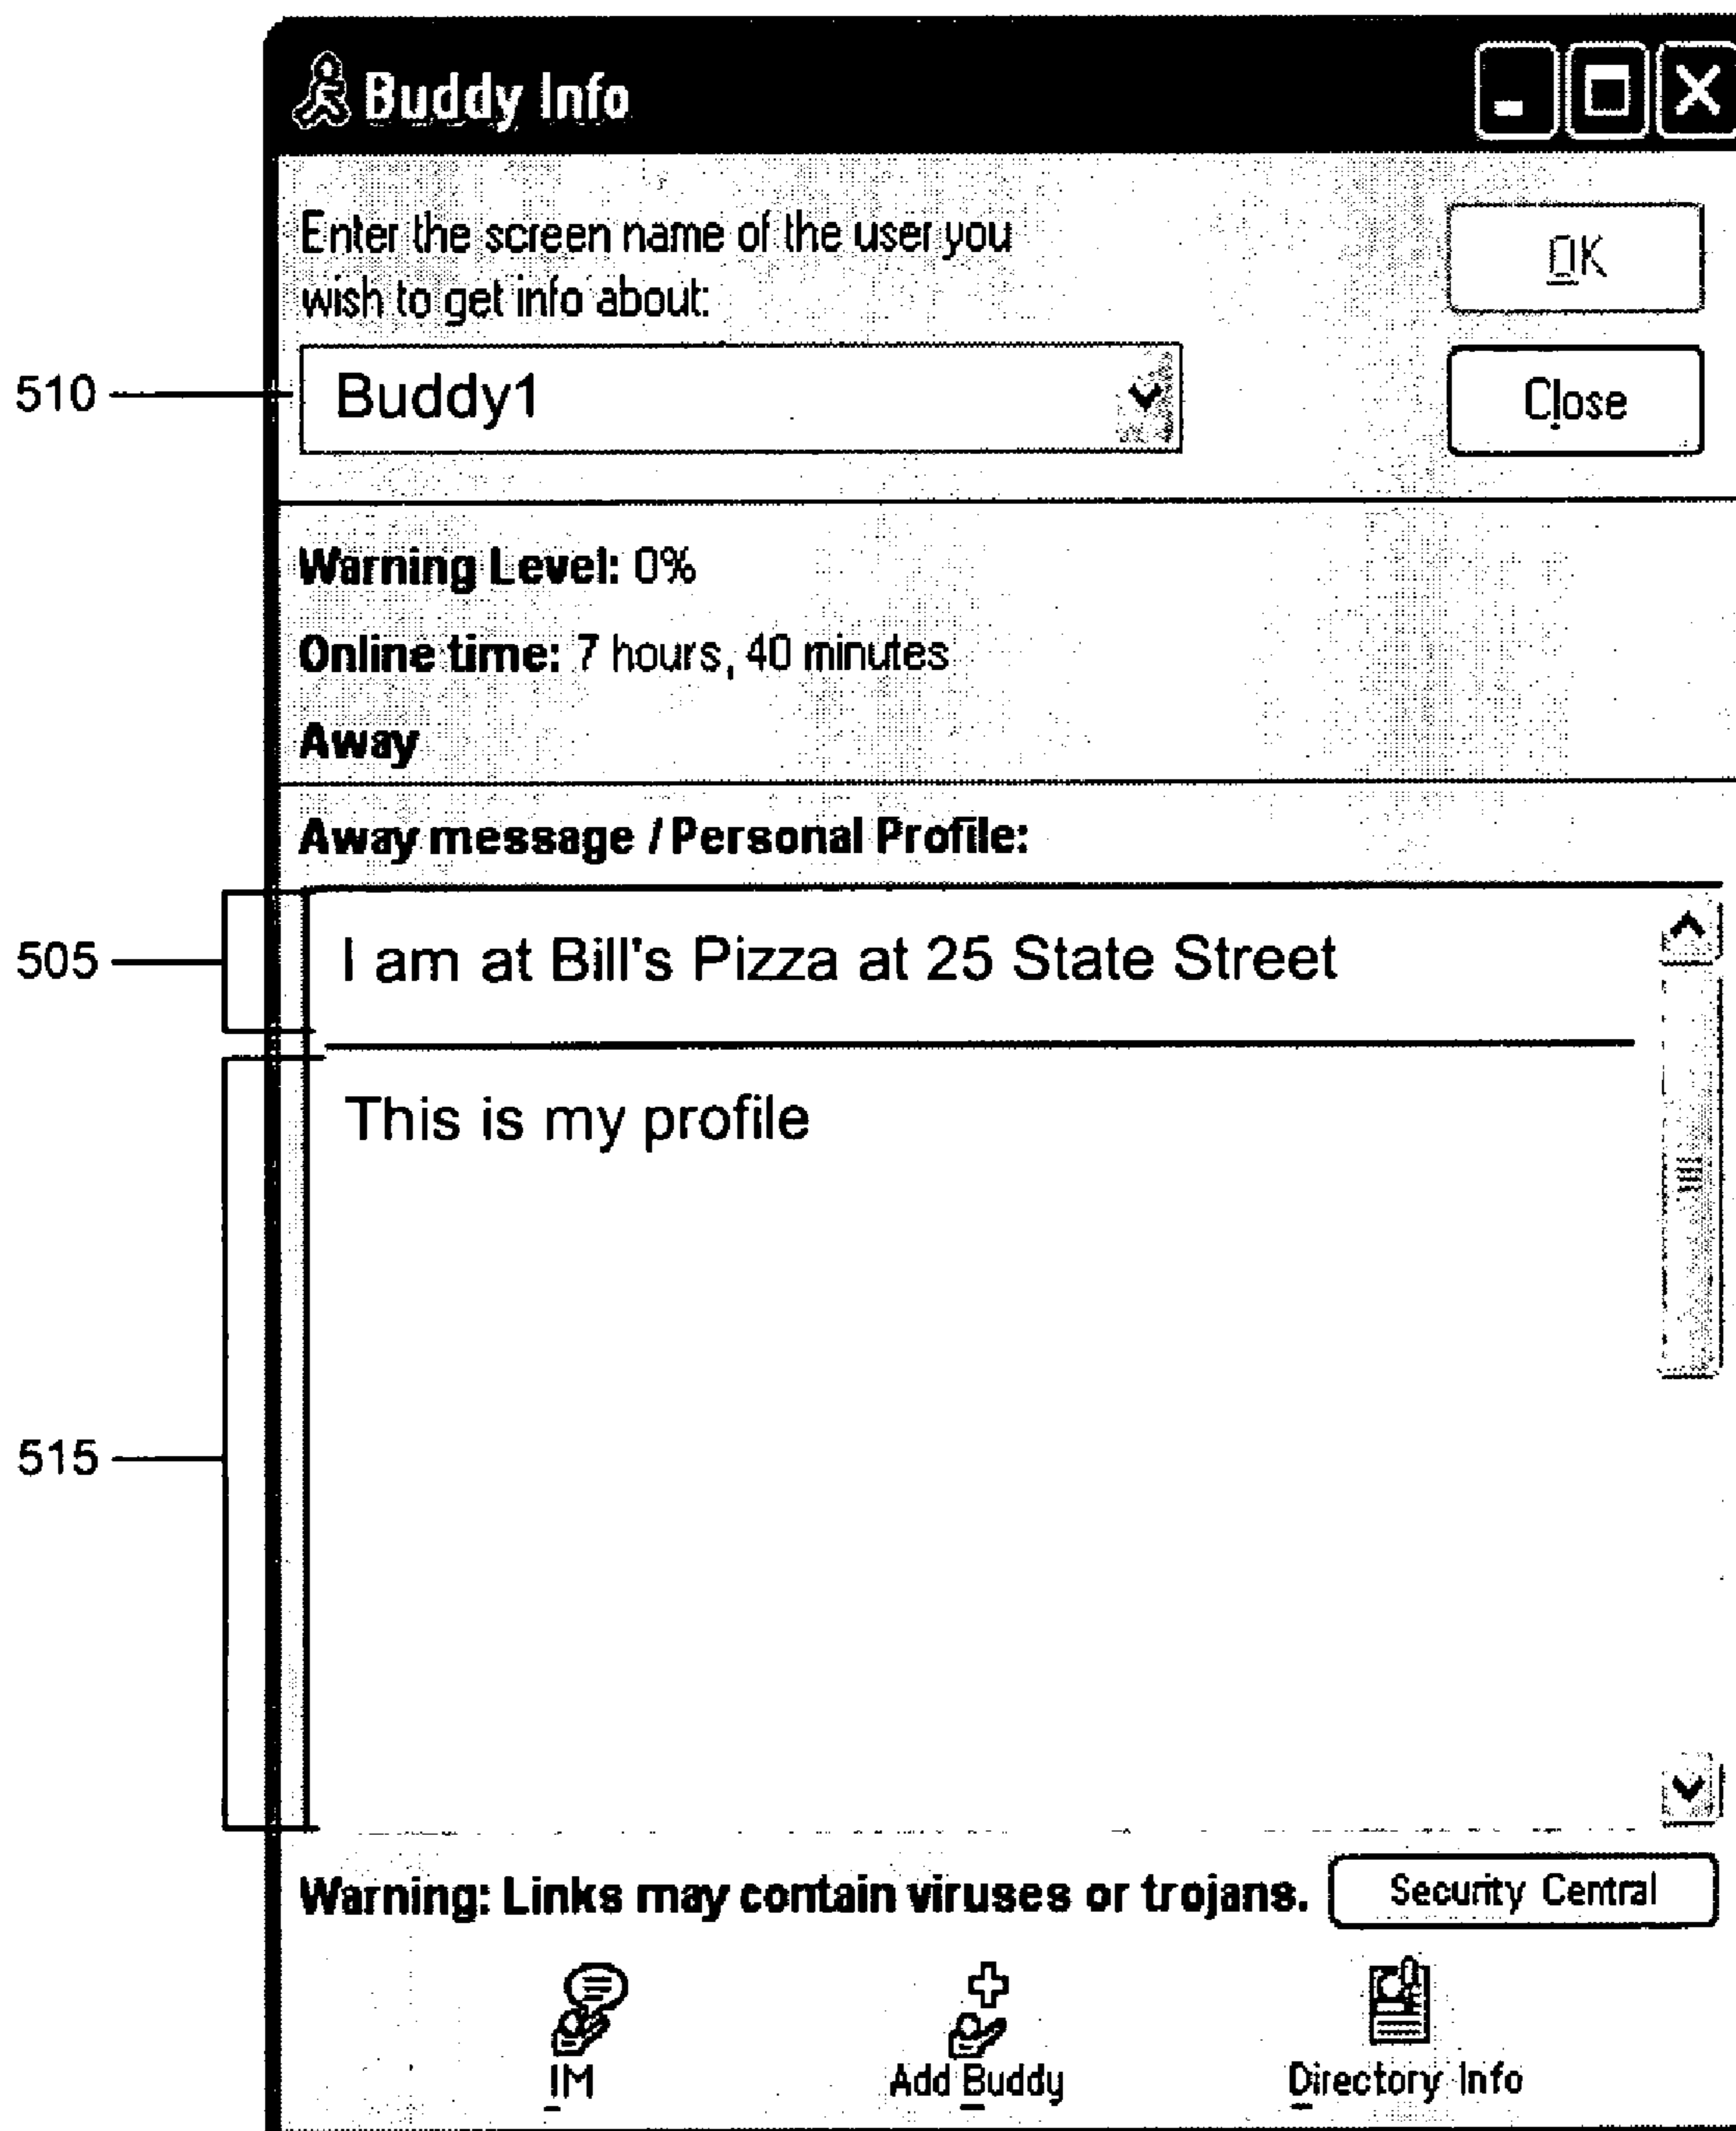 Buddy Info
Enter the screen name of the user you
wish to get info about:
OK
510
Buddy1
Close
Warning Level: 0%
Online time: 7 hours, 40 minutes
Away
Away message / Personal Profile:
505
I am at Bill's Pizza at 25 State Street
This is my profile
515
Warning: Links may contain viruses or trojans.
Security Central
IM
Add Buddy
Directory Info